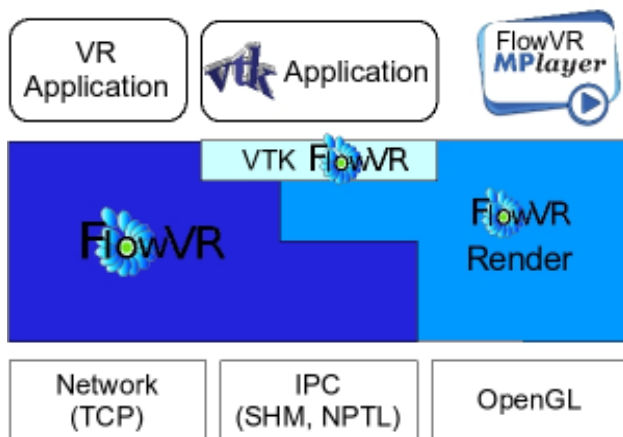 VR
Application
vtk Application
FlowVR
MPlayer
VTK FlowVR
FlowVR
FlowVR
Render
Network
(TCP)
IPC
(SHM, NPTL)
OpenGL